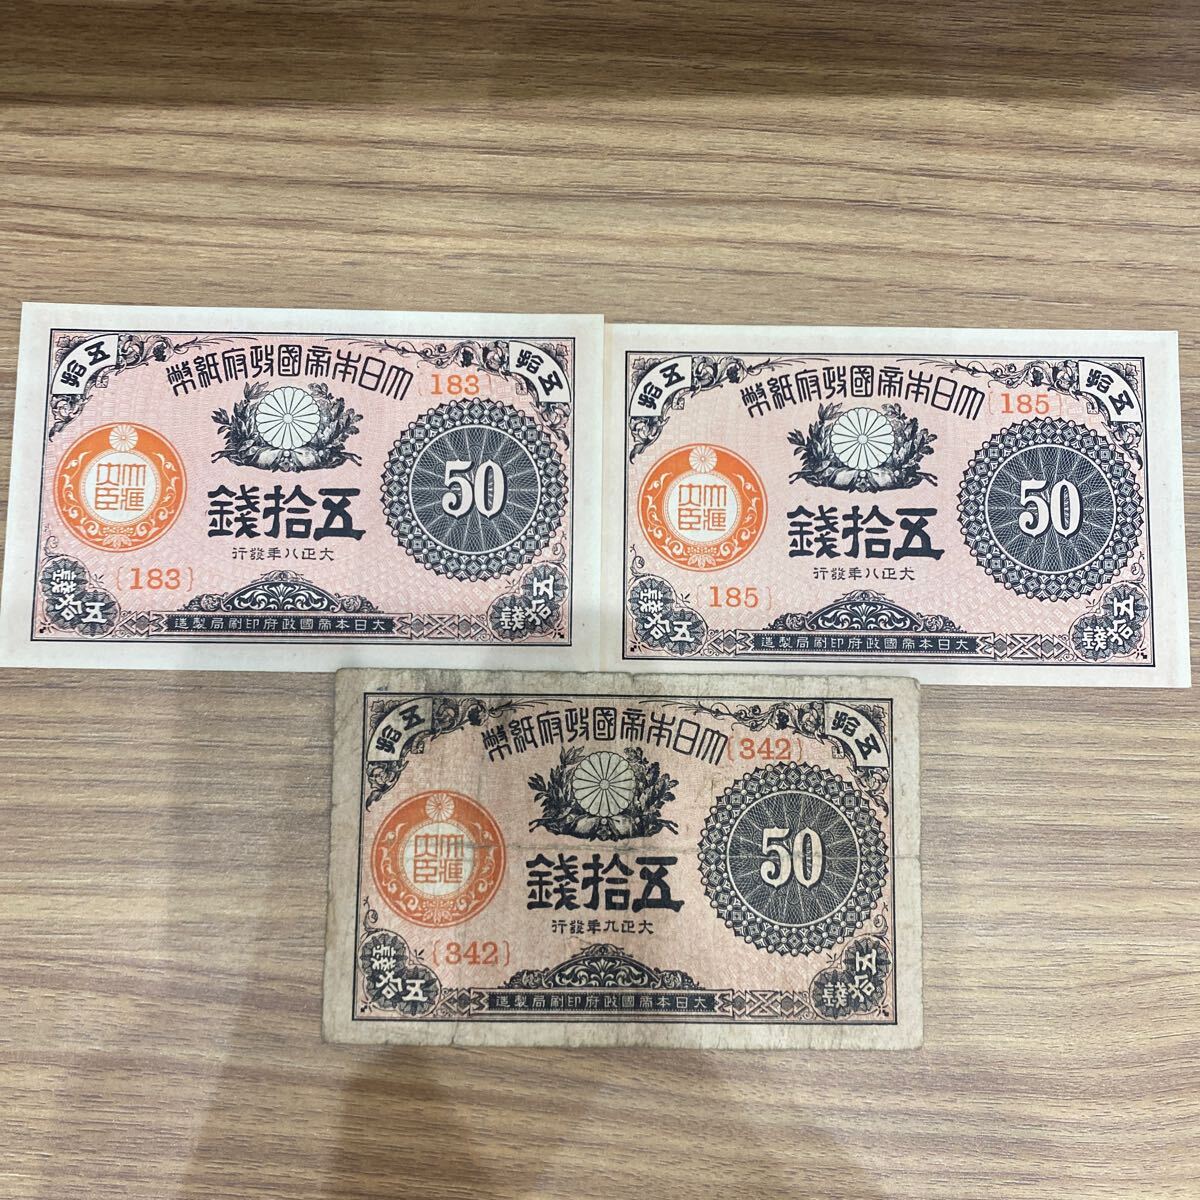 五拾
五拾
大日本帝國政府紙幣
{183}
大藏大臣
50
五拾錢
大正八年發行
{183}
五拾錢
五拾錢
大日本帝國政府印刷局製造
五拾
五拾
大日本帝國政府紙幣
{185}
大藏大臣
50
五拾錢
大正八年發行
{185}
五拾錢
五拾錢
大日本帝國政府印刷局製造
五拾
五拾
大日本帝國政府紙幣
{342}
大藏大臣
50
五拾錢
大正九年發行
{342}
五拾錢
五拾錢
大日本帝國政府印刷局製造